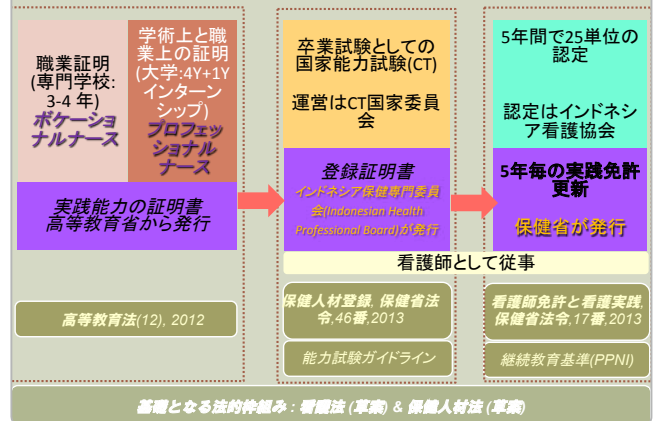 職業証明
(専門学校:
3-4 年)
ボケーショ
ナルナース
学術上と職
業上の証明
(大学:4Y+1Y
インターン
シップ)
プロフェッ
ショナル
ナース
実践能力の証明書
高等教育省から発行
高等教育法(12), 2012
卒業試験としての
国家能力試験(CT)
運営はCT国家委員
会
登録証明書
インドネシア保健専門委員
会(Indonesian Health
Professional Board)が発行
5年間で25単位の
認定
認定はインドネシ
ア看護協会
5年毎の実践免許
更新
保健省が発行
看護師として従事
保健人材登録, 保健省法
令,46番,2013
能力試験ガイドライン
看護師免許と看護実践,
保健省法令,17番,2013
継続教育基準(PPNI)
基礎となる法的枠組み : 看護法 (草案) & 保健人材法 (草案)